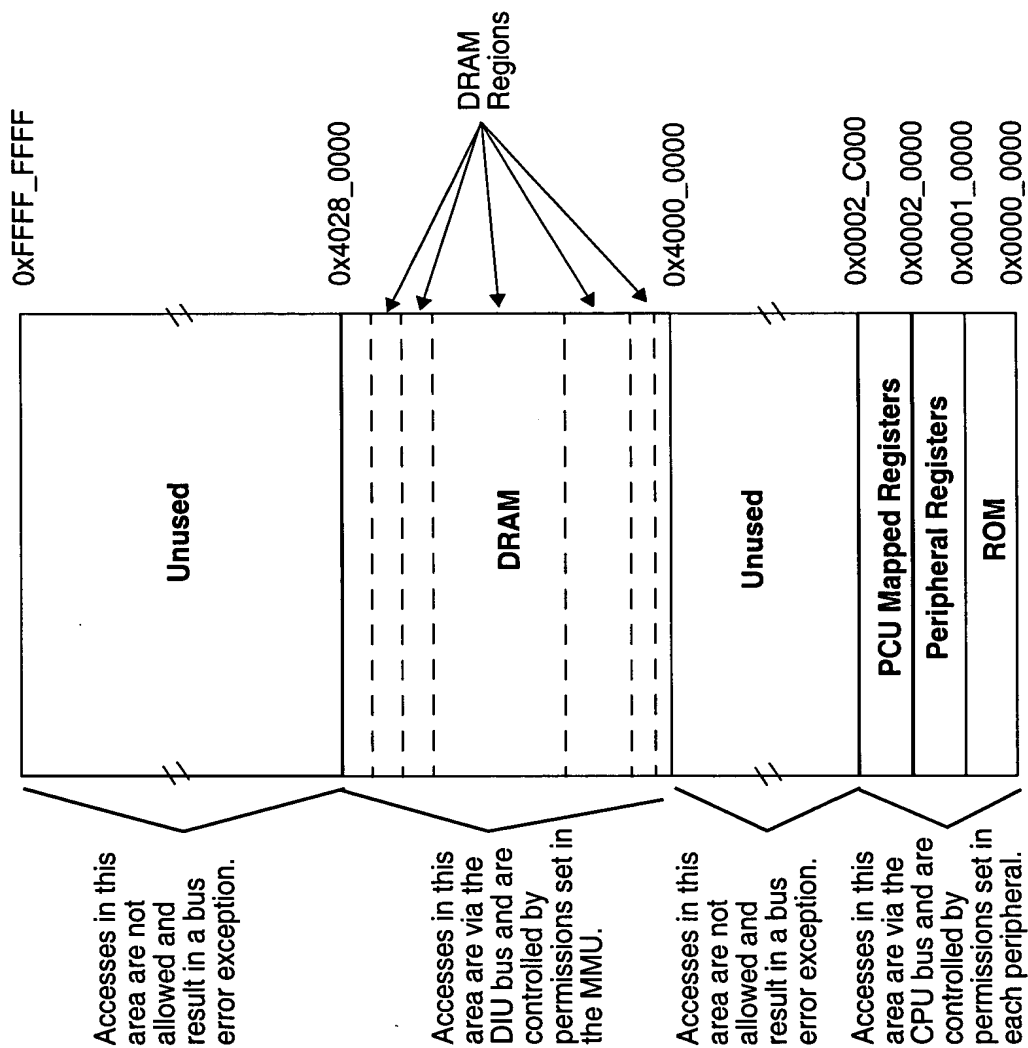 Accesses in this
area are not
allowed and
result in a bus
error exception.
Unused
0xFFFF_FFFF
0x4028_0000
Accesses in this
area are via the
DIU bus and are
controlled by
permissions set in
the MMU.
DRAM
DRAM
Regions
0x4000_0000
Accesses in this
area are not
allowed and
result in a bus
error exception.
Unused
0x0002_C000
Accesses in this
area are via the
CPU bus and are
controlled by
permissions set in
each peripheral.
PCU Mapped Registers
0x0002_0000
Peripheral Registers
0x0001_0000
ROM
0x0000_0000